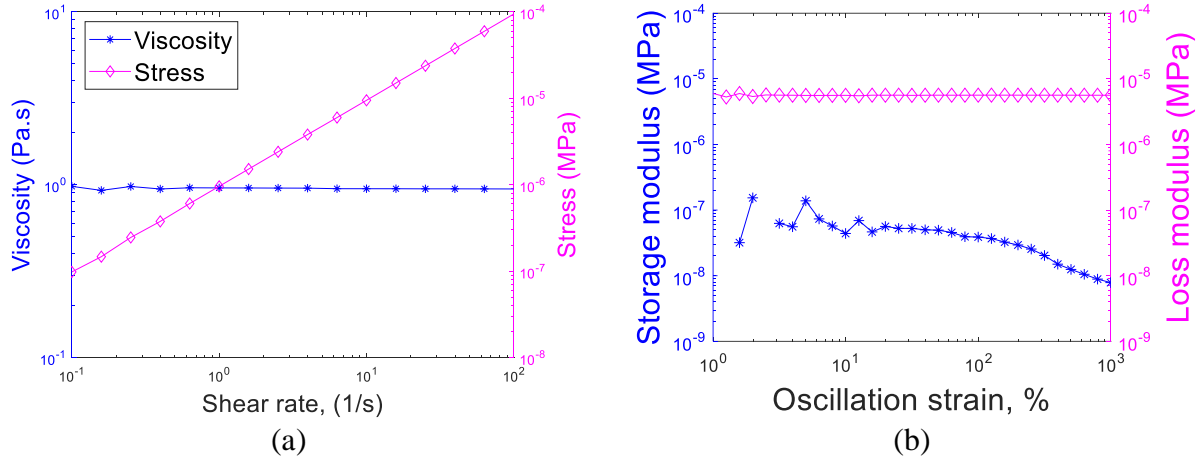 Viscosity (Pa.s)
10^1
10^0
10^-1
Viscosity
Stress
10^-4
10^-5
10^-6
10^-7
10^-8
Stress (MPa)
10^-1
10^0
10^1
10^2
Shear rate, (1/s)
(a)
Storage modulus (MPa)
10^-4
10^-5
10^-6
10^-7
10^-8
10^-9
10^-4
10^-5
10^-6
10^-7
10^-8
10^-9
Loss modulus (MPa)
10^0
10^1
10^2
10^3
Oscillation strain, %
(b)